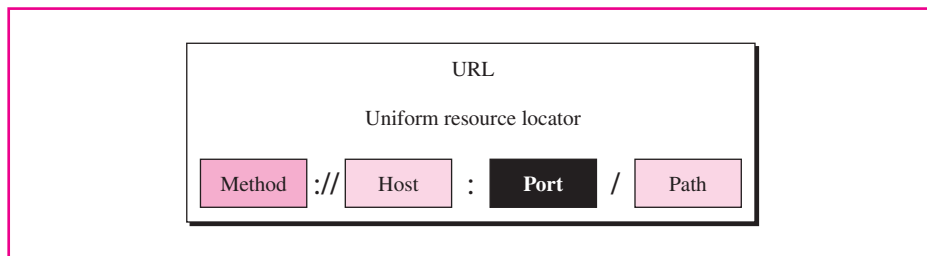 URL
Uniform resource locator
Method :// Host : Port / Path